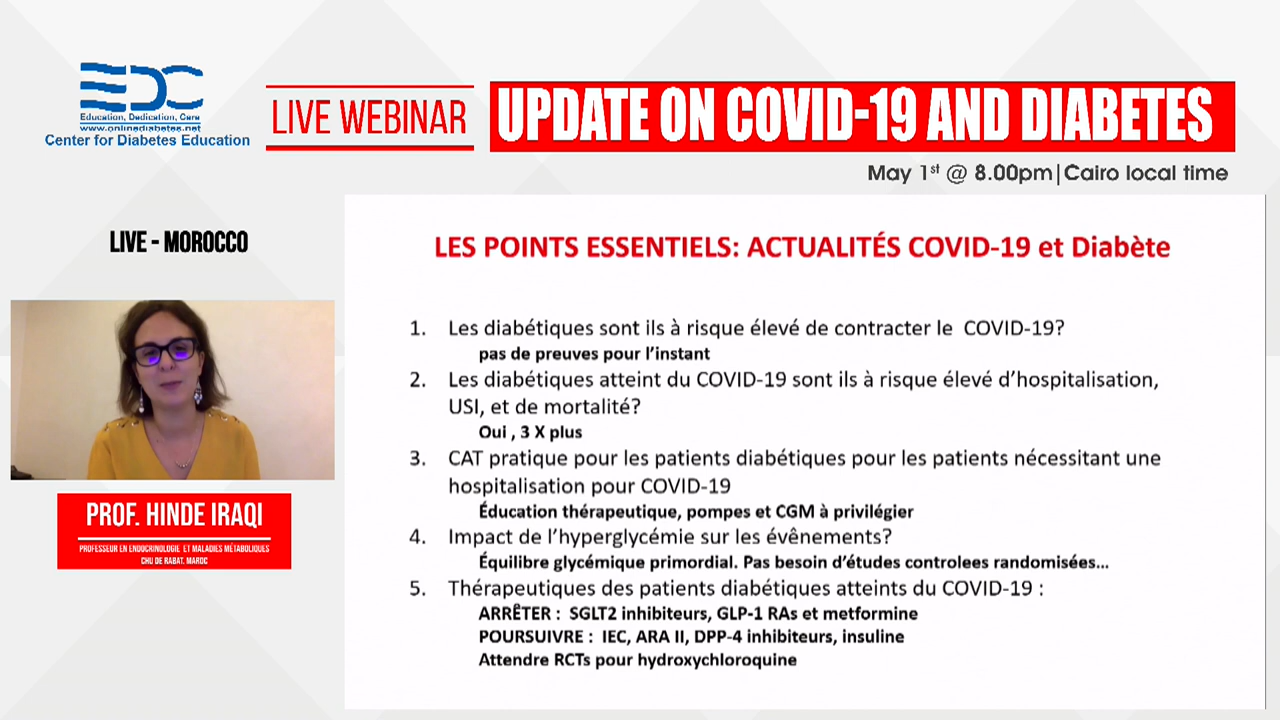 EDC
Education, Dedication, Care
www.onlinediabetes.net
Center for Diabetes Education
LIVE WEBINAR
UPDATE ON COVID-19 AND DIABETES
May 1st @ 8.00pm|Cairo local time
LIVE - MOROCCO
PROF. HINDE IRAQI
PROFESSEUR EN ENDOCRINOLOGIE ET MALADIES MÉTABOLIQUES
CHU DE RABAT. MAROC
LES POINTS ESSENTIELS: ACTUALITÉS COVID-19 et Diabète
1. Les diabétiques sont ils à risque élevé de contracter le COVID-19?
pas de preuves pour l'instant
2. Les diabétiques atteint du COVID-19 sont ils à risque élevé d'hospitalisation,
USI, et de mortalité?
Oui , 3 X plus
3. CAT pratique pour les patients diabétiques pour les patients nécessitant une
hospitalisation pour COVID-19
Éducation thérapeutique, pompes et CGM à privilégier
4. Impact de l'hyperglycémie sur les évênements?
Équilibre glycémique primordial. Pas besoin d'études controlees randomisées...
5. Thérapeutiques des patients diabétiques atteints du COVID-19 :
ARRÊTER : SGLT2 inhibiteurs, GLP-1 RAs et metformine
POURSUIVRE : IEC, ARA II, DPP-4 inhibiteurs, insuline
Attendre RCTs pour hydroxychloroquine